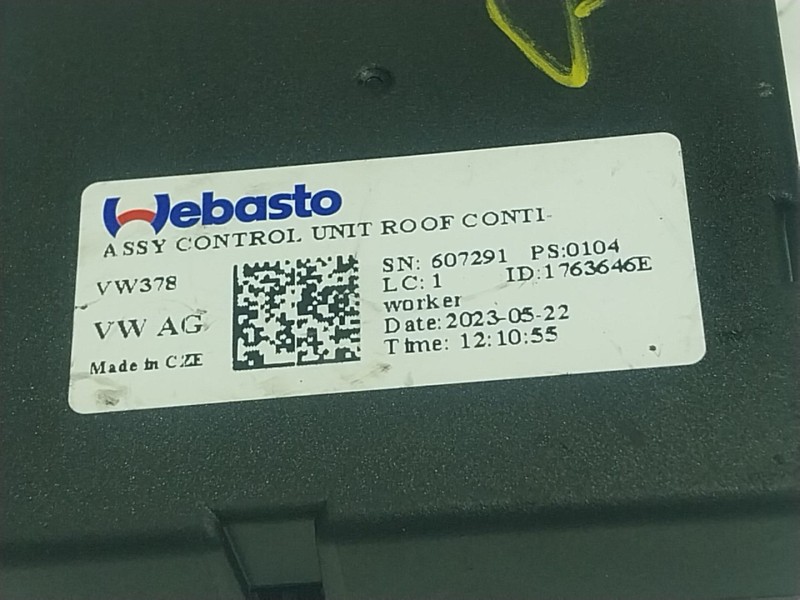 Webasto
ASSY CONTROL UNIT ROOF CONTI-
VW378
VW AG
Made in CZE
SN: 607291 PS:0104
LC: 1 ID:1763646E
worker
Date: 2023-05-22
Time: 12:10:55